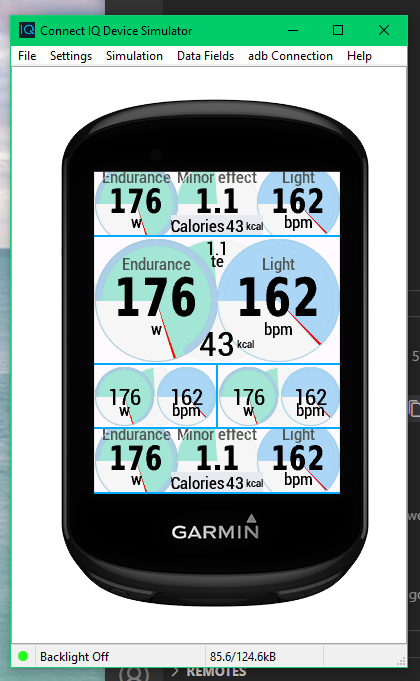 Connect IQ Device Simulator
File Settings Simulation Data Fields adb Connection Help
Endurance Minor effect Light
176 1.1 162
w bpm
Calories 43 kcal
1.1
te
Endurance Light
176 162
w bpm
43 kcal
176 162 176 162
w bpm w bpm
Endurance Minor effect Light
176 1.1 162
w bpm
Calories 43 kcal
GARMIN
Backlight Off 85.6/124.6kB
REMOTES